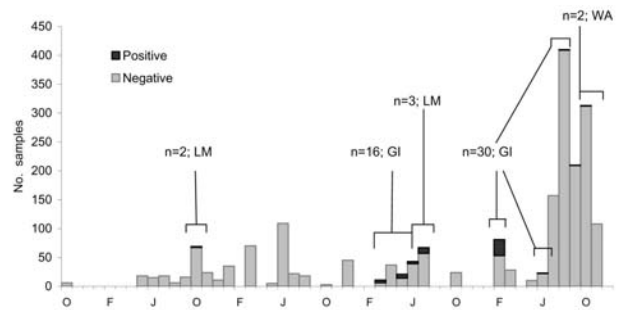 No. samples
450
400
350
300
250
200
150
100
50
0
Positive
Negative
n=2; LM
n=16; GI
n=3; LM
n=30; GI
n=2; WA
O F J O F J O F J O F J O